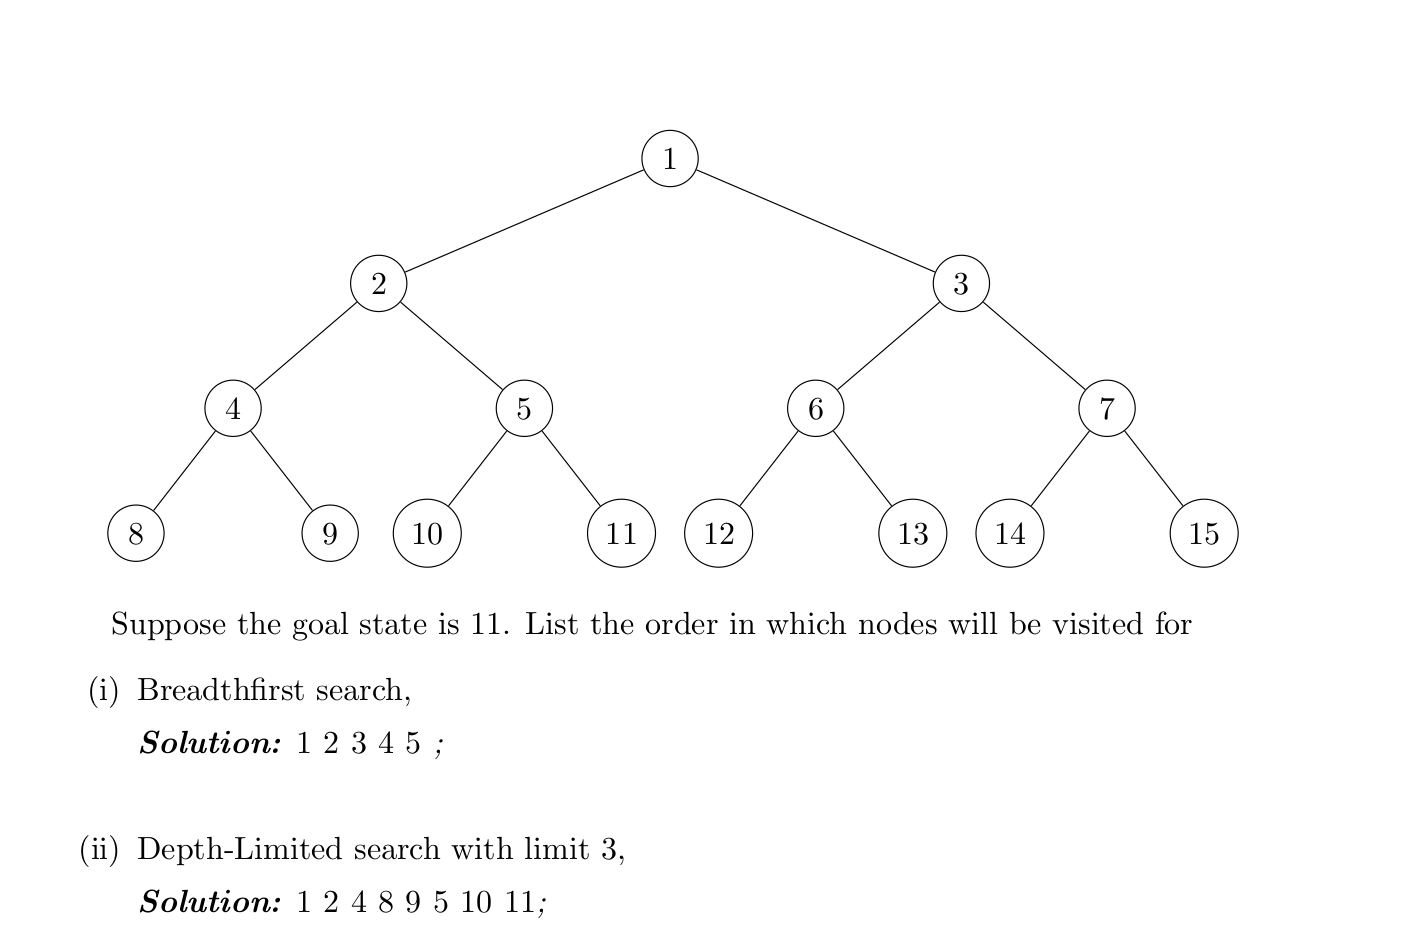 1
2 3
4 5 6 7
8 9 10 11 12 13 14 15
Suppose the goal state is 11. List the order in which nodes will be visited for
(i) Breadthfirst search,
Solution: 1 2 3 4 5 ;
(ii) Depth-Limited search with limit 3,
Solution: 1 2 4 8 9 5 10 11;